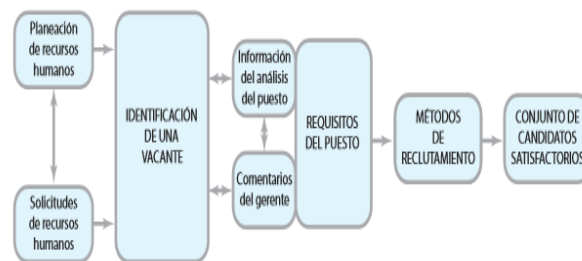 Planeación
de recursos
humanos
Solicitudes
de recursos
humanos
IDENTIFICACIÓN
DE UNA
VACANTE
Información
del análisis
del puesto
Comentarios
del gerente
REQUISITOS
DEL PUESTO
MÉTODOS
DE
RECLUTAMIENTO
CONJUNTO DE
CANDIDATOS
SATISFACTORIOS